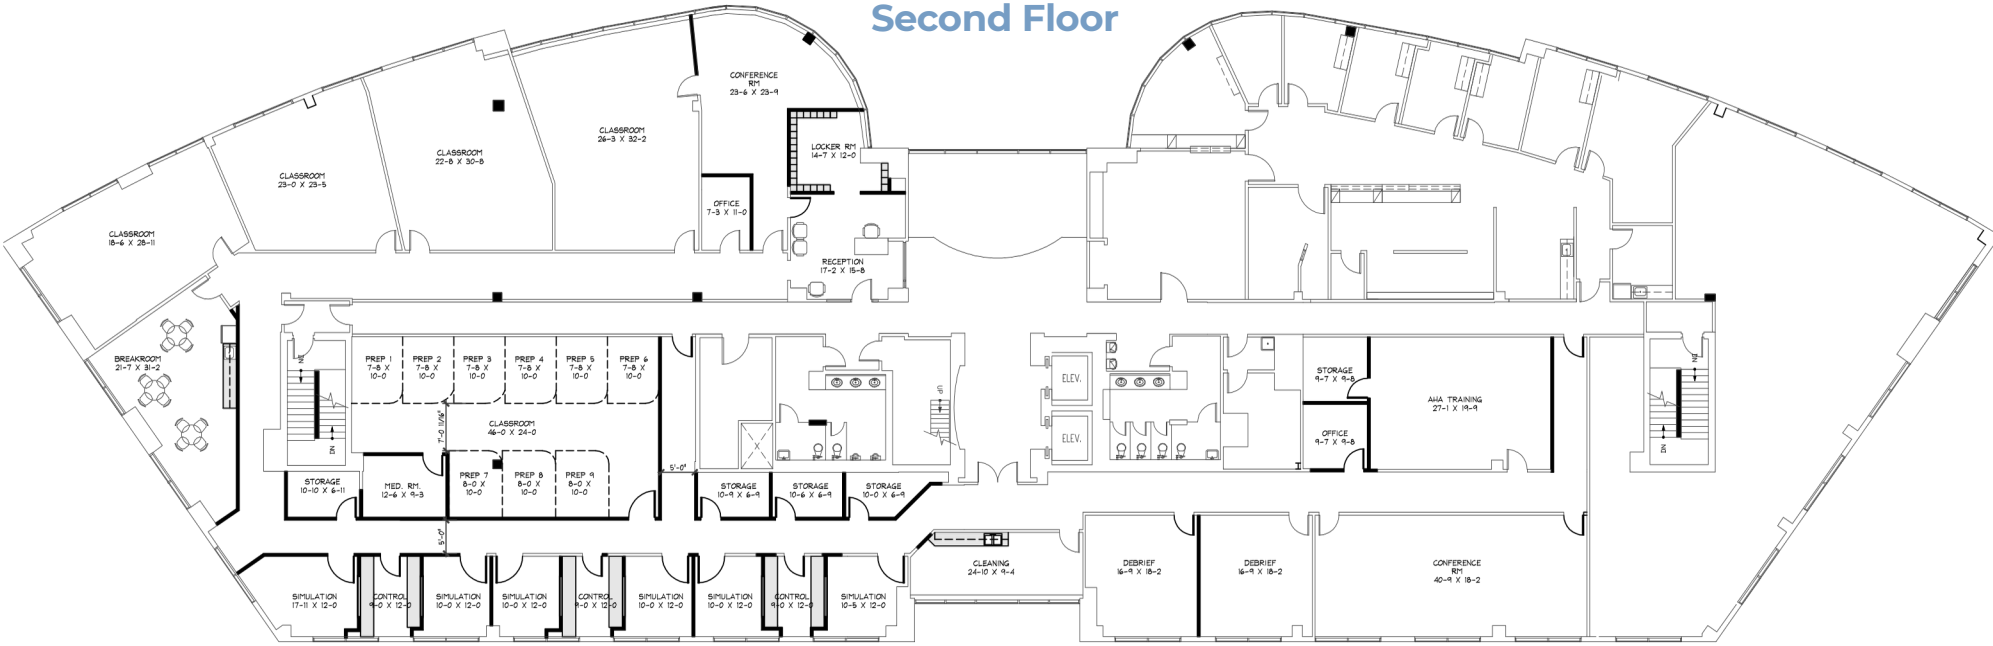 Second Floor
CONFERENCE
RM
23-6 X 23-9
CLASSROOM
26-3 X 32-2
CLASSROOM
22-8 X 30-8
CLASSROOM
23-0 X 23-5
CLASSROOM
18-6 X 28-11
LOCKER RM
14-7 X 12-0
OFFICE
7-3 X 11-0
RECEPTION
17-2 X 15-8
BREAKROOM
21-7 X 31-2
DN
DN
PREP 1
7-8 X
10-0
PREP 2
7-8 X
10-0
PREP 3
7-8 X
10-0
PREP 4
7-8 X
10-0
PREP 5
7-8 X
10-0
PREP 6
7-8 X
10-0
7'-0 11/16"
CLASSROOM
46-0 X 24-0
PREP 7
8-0 X
10-0
PREP 8
8-0 X
10-0
PREP 9
8-0 X
10-0
5'-0"
5'-0"
STORAGE
10-10 X 6-11
MED. RM.
12-6 X 9-3
STORAGE
10-9 X 6-9
STORAGE
10-6 X 6-9
STORAGE
10-0 X 6-9
UP
ELEV.
ELEV.
STORAGE
9-7 X 9-8
OFFICE
9-7 X 9-8
AHA TRAINING
27-1 X 19-9
DN
DN
SIMULATION
17-11 X 12-0
CONTROL
9-0 X 12-0
SIMULATION
10-0 X 12-0
SIMULATION
10-0 X 12-0
CONTROL
9-0 X 12-0
SIMULATION
10-0 X 12-0
SIMULATION
10-0 X 12-0
CONTROL
9-0 X 12-0
SIMULATION
10-5 X 12-0
CLEANING
24-10 X 9-4
DEBRIEF
16-9 X 18-2
DEBRIEF
16-9 X 18-2
CONFERENCE
RM
40-9 X 18-2